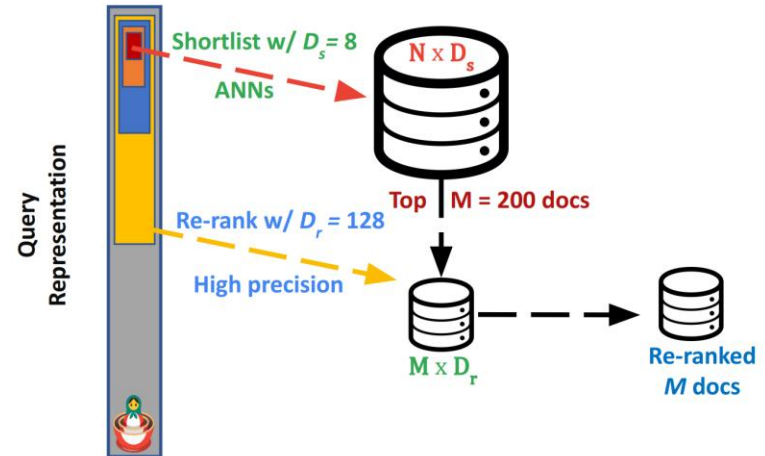 Query
Representation
Shortlist w/ Dₛ = 8
ANNs
N x Dₛ
Top M = 200 docs
Re-rank w/ Dᵣ = 128
High precision
M x Dᵣ
Re-ranked
M docs